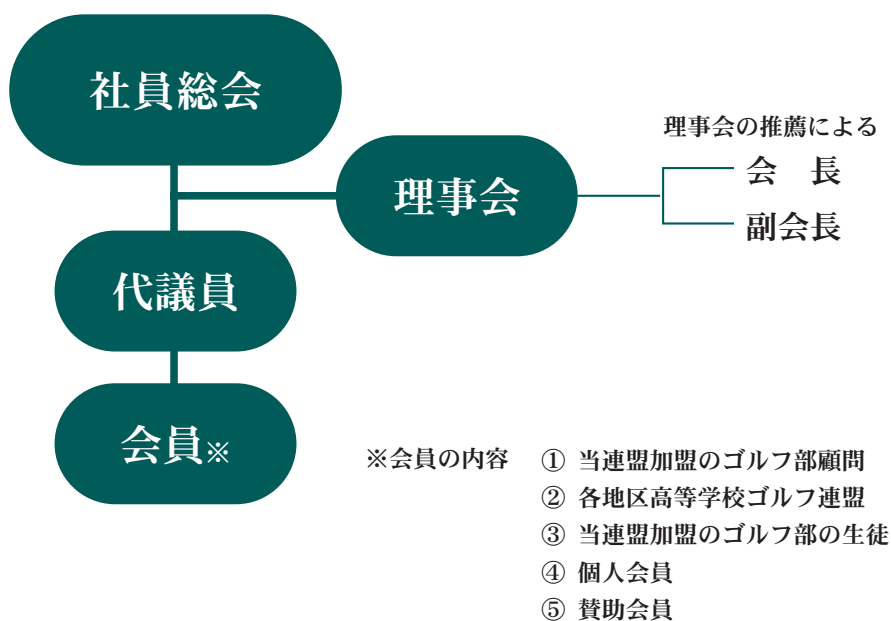 社員総会
理事会の推薦による
会　長
理事会
副会長
代議員
会員※
※会員の内容
① 当連盟加盟のゴルフ部顧問
② 各地区高等学校ゴルフ連盟
③ 当連盟加盟のゴルフ部の生徒
④ 個人会員
⑤ 賛助会員